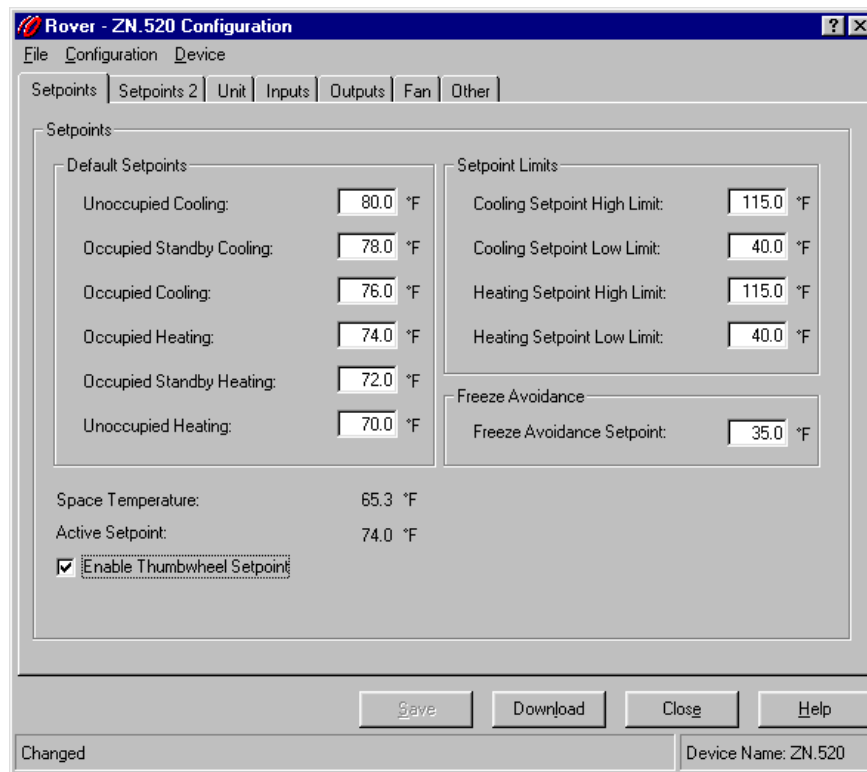 Rover - ZN.520 Configuration
File Configuration Device
Setpoints Setpoints 2 Unit Inputs Outputs Fan Other
Setpoints
Default Setpoints
Unoccupied Cooling: 80.0 °F
Occupied Standby Cooling: 78.0 °F
Occupied Cooling: 76.0 °F
Occupied Heating: 74.0 °F
Occupied Standby Heating: 72.0 °F
Unoccupied Heating: 70.0 °F
Setpoint Limits
Cooling Setpoint High Limit: 115.0 °F
Cooling Setpoint Low Limit: 40.0 °F
Heating Setpoint High Limit: 115.0 °F
Heating Setpoint Low Limit: 40.0 °F
Freeze Avoidance
Freeze Avoidance Setpoint: 35.0 °F
Space Temperature: 65.3 °F
Active Setpoint: 74.0 °F
Enable Thumbwheel Setpoint
Save Download Close Help
Changed Device Name: ZN.520